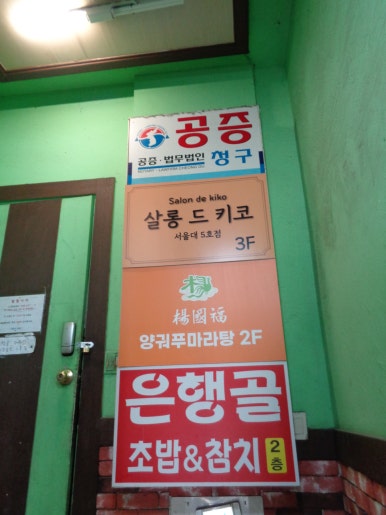 공증
공증·법무법인 청구
Salon de kiko
살롱 드 키코
서울대 5호점
3F
楊國福
양궈푸마라탕 2F
은행골
초밥&참치
2층